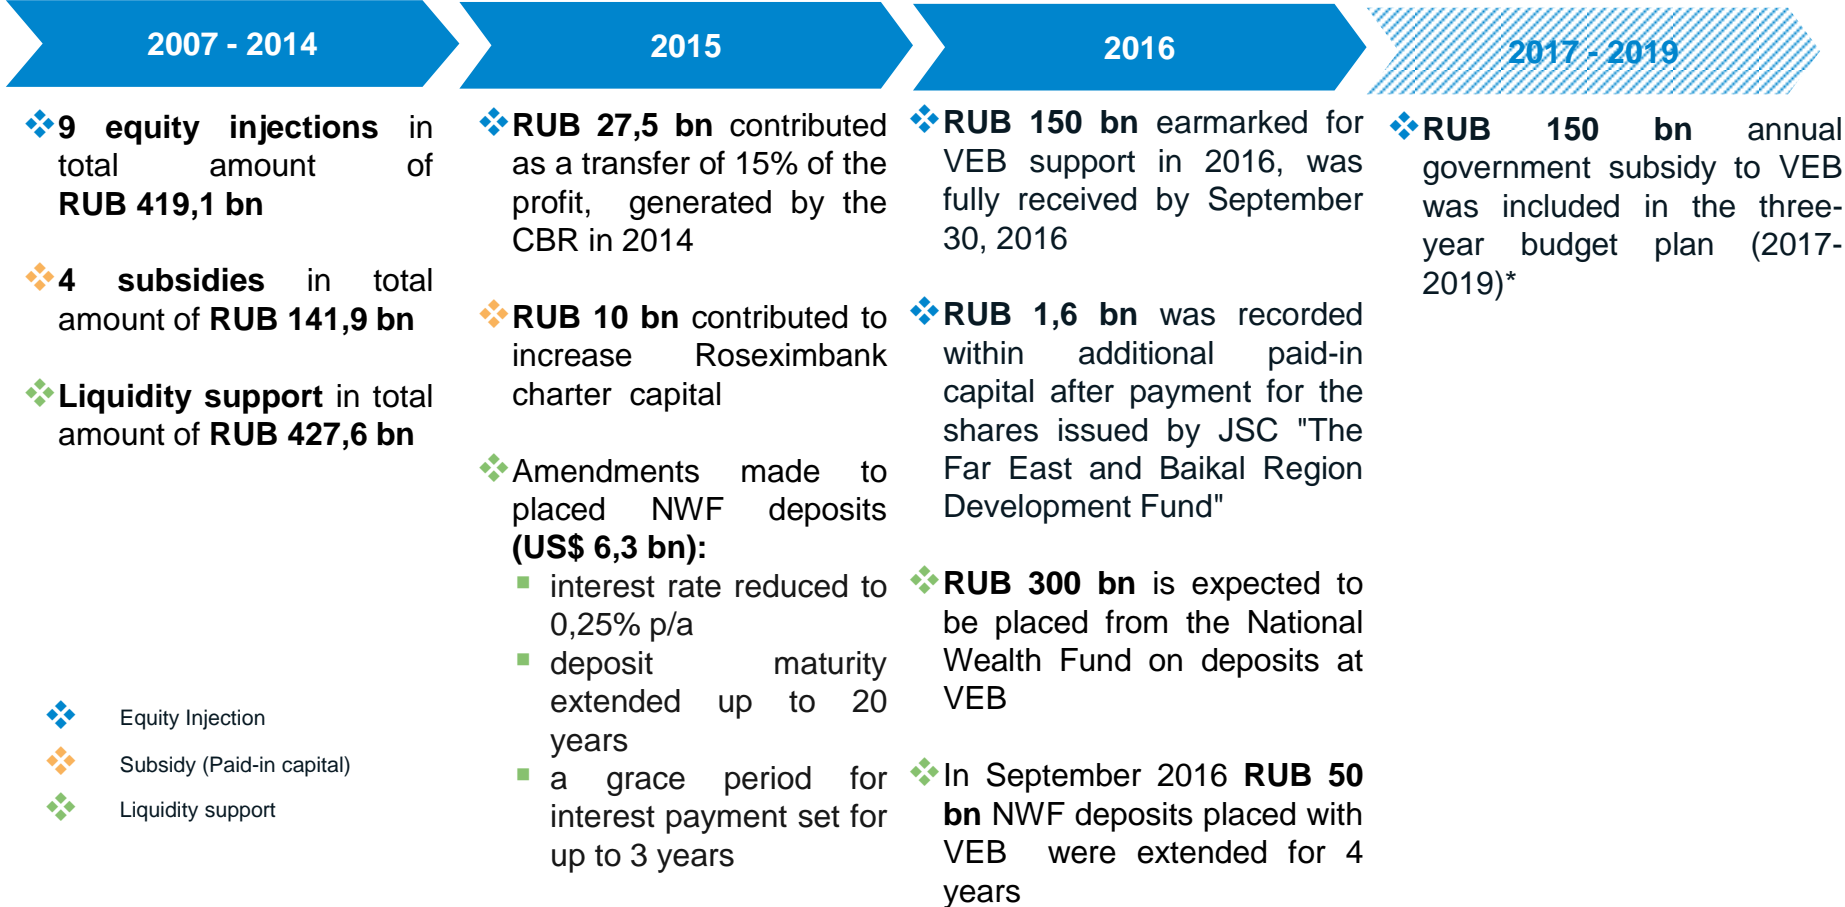 2007 - 2014
9 equity injections in
total amount of
RUB 419,1 bn
4 subsidies in total
amount of RUB 141,9 bn
Liquidity support in total
amount of RUB 427,6 bn
Equity Injection
Subsidy (Paid-in capital)
Liquidity support
2015
RUB 27,5 bn contributed
as a transfer of 15% of the
profit, generated by the
CBR in 2014
RUB 10 bn contributed to
increase Roseximbank
charter capital
Amendments made to
placed NWF deposits
(US$ 6,3 bn):
interest rate reduced to
0,25% p/a
deposit maturity
extended up to 20
years
a grace period for
interest payment set for
up to 3 years
2016
RUB 150 bn earmarked for
VEB support in 2016, was
fully received by September
30, 2016
RUB 1,6 bn was recorded
within additional paid-in
capital after payment for the
shares issued by JSC "The
Far East and Baikal Region
Development Fund"
RUB 300 bn is expected to
be placed from the National
Wealth Fund on deposits at
VEB
In September 2016 RUB 50
bn NWF deposits placed with
VEB were extended for 4
years
2017 - 2019
RUB 150 bn annual
government subsidy to VEB
was included in the three-
year budget plan (2017-
2019)*